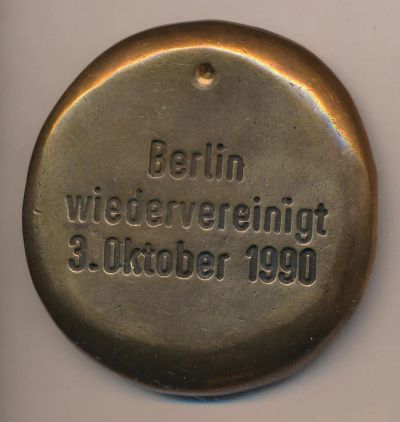 Berlin
wiedervereinigt
3. Oktober 1990